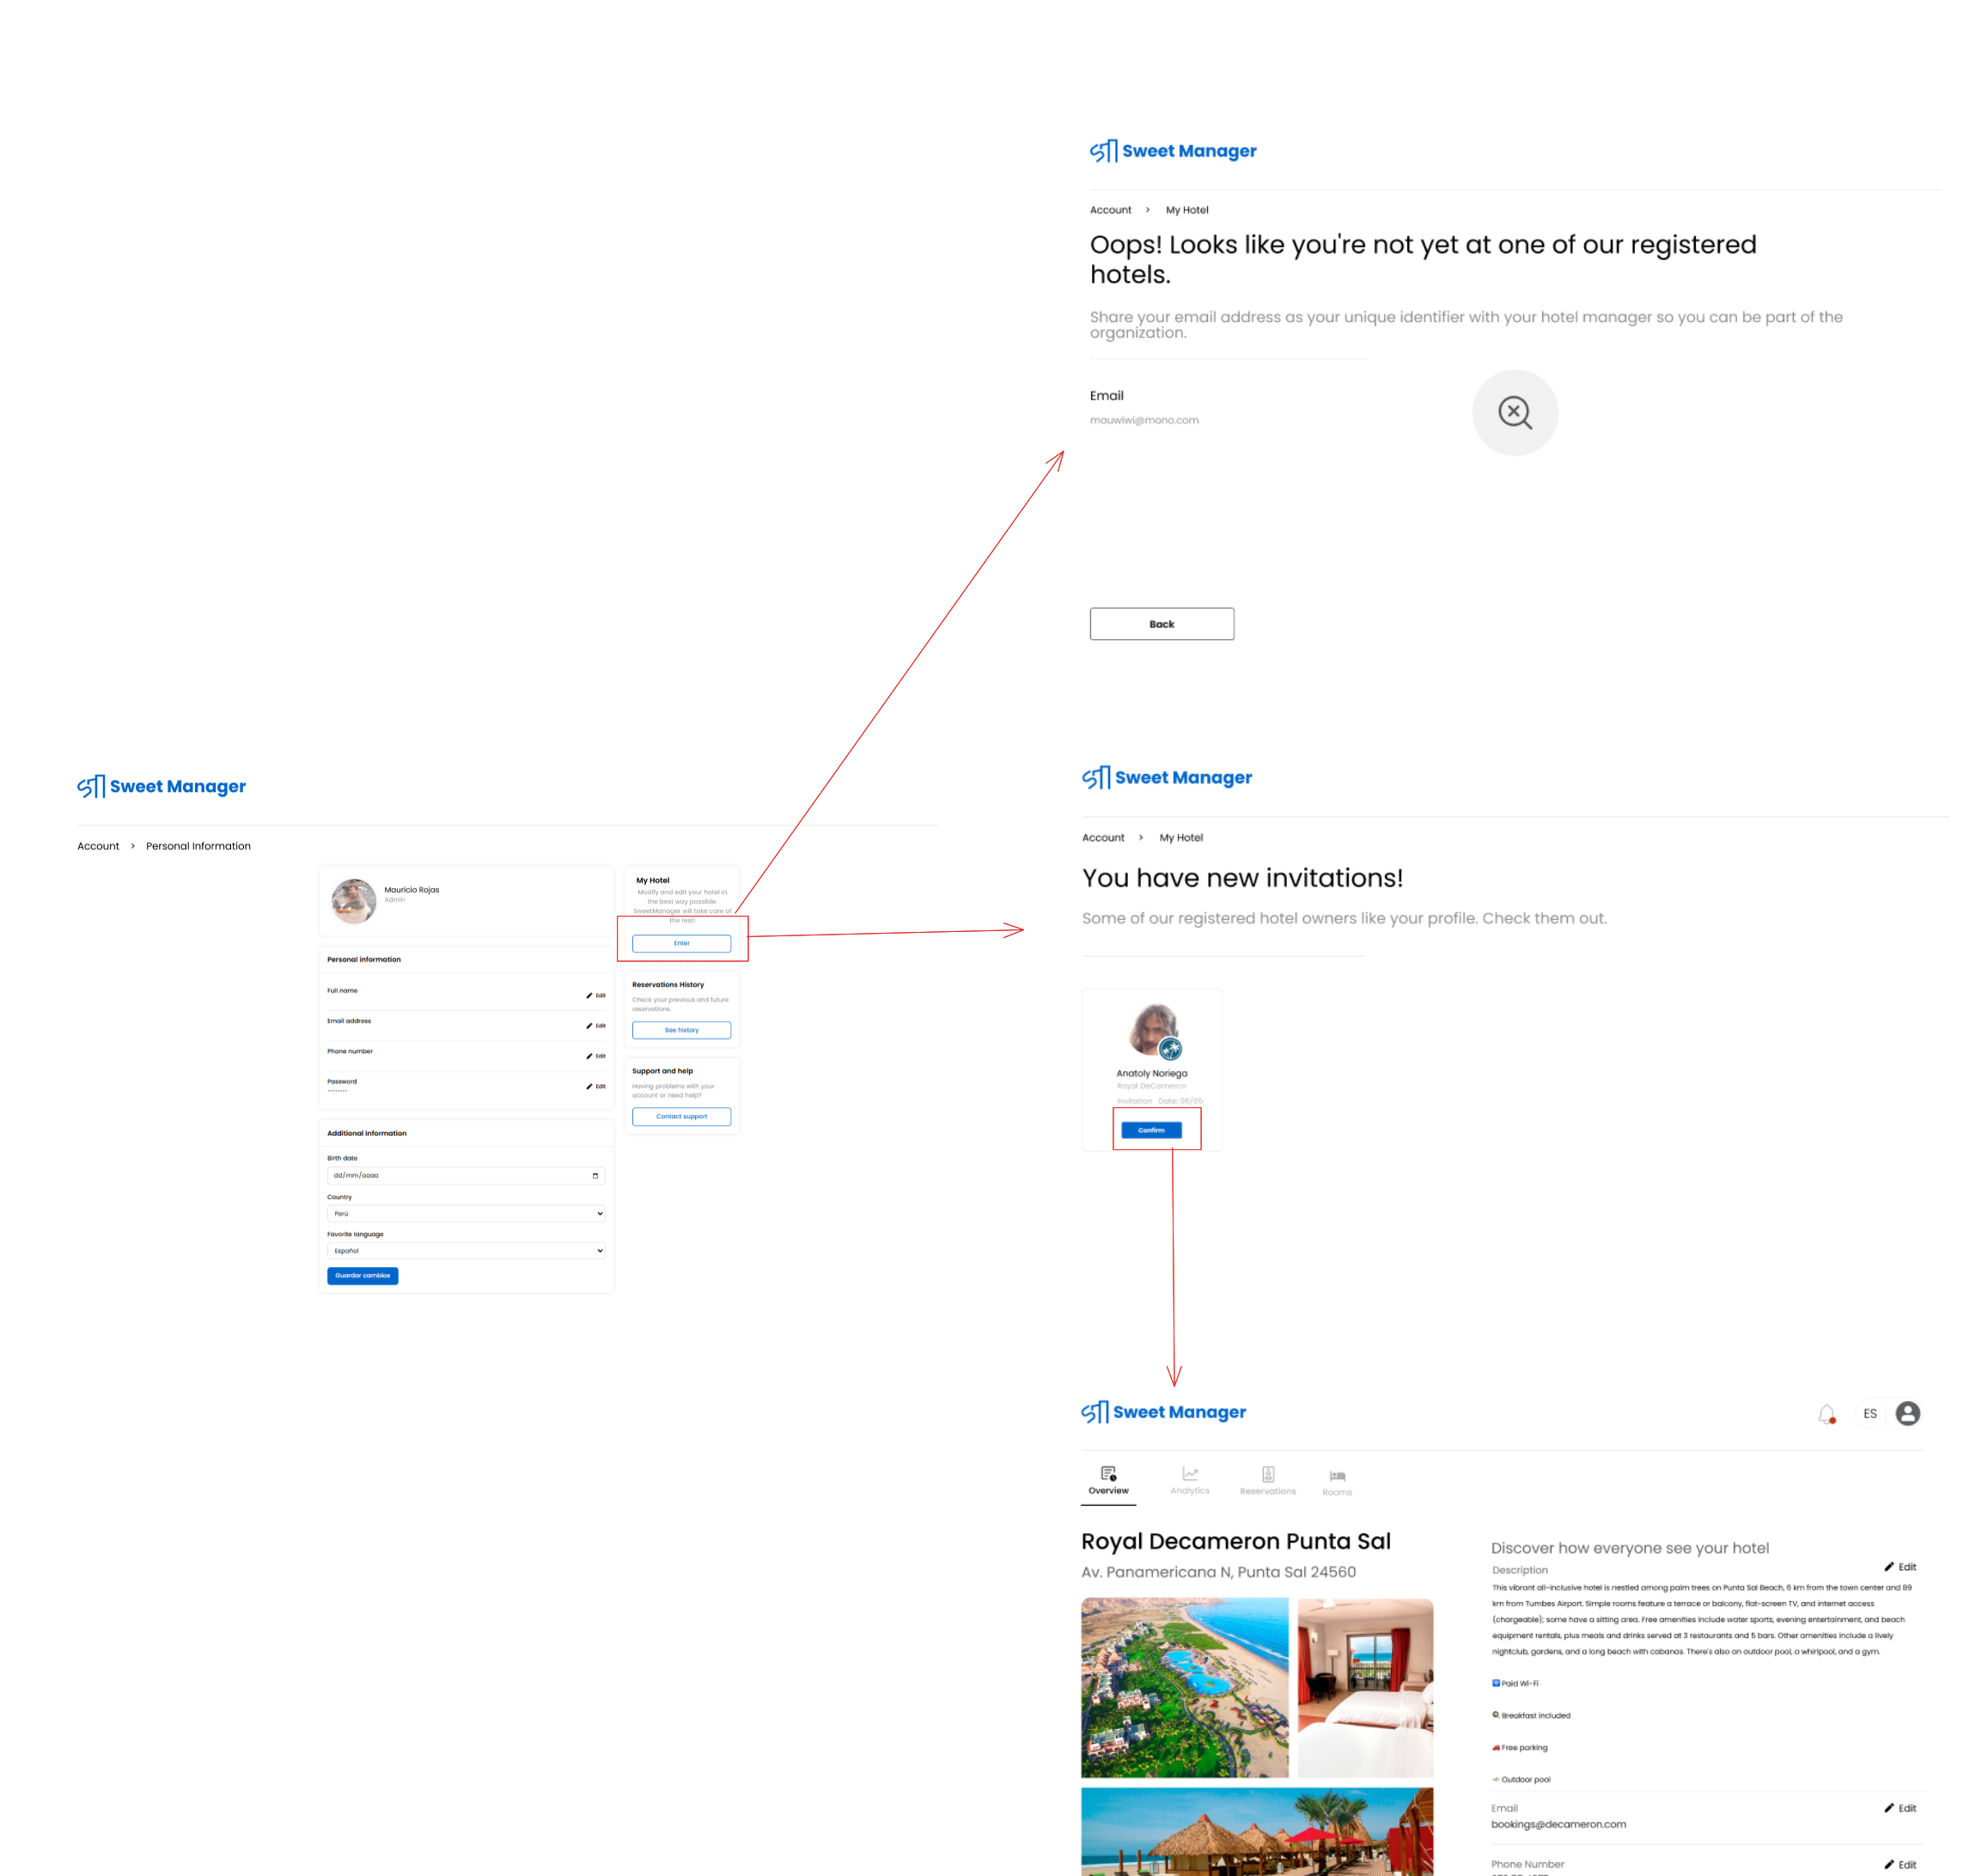 Sweet Manager
Account > My Hotel
Oops! Looks like you're not yet at one of our registered
hotels.
Share your email address as your unique identifier with your hotel manager so you can be part of the
organization.
Email
mauwiwi@mono.com
Back
Sweet Manager
Account > Personal Information
Mauricio Rojas
Admin
Personal information
Full name
Edit
Email address
Edit
Phone number
Edit
Password
········
Edit
Additional information
Birth date
dd/mm/aaaa
Country
Perú
Favorite language
Español
Guardar cambios
My Hotel
Modify and edit your hotel in
the best way possible.
SweetManager will take care of
the rest!
Enter
Reservations History
Check your previous and future
reservations.
See history
Support and help
Having problems with your
account or need help?
Contact support
Sweet Manager
Account > My Hotel
You have new invitations!
Some of our registered hotel owners like your profile. Check them out.
Anatoly Noriega
Royal DeCameron
Invitation Date: 06/05
Confirm
Sweet Manager
ES
Overview
Analytics
Reservations
Rooms
Royal Decameron Punta Sal
Av. Panamericana N, Punta Sal 24560
Discover how everyone see your hotel
Description
Edit
This vibrant all-inclusive hotel is nestled among palm trees on Punta Sal Beach, 6 km from the town center and 89
km from Tumbes Airport. Simple rooms feature a terrace or balcony, flat-screen TV, and internet access
(chargeable); some have a sitting area. Free amenities include water sports, evening entertainment, and beach
equipment rentals, plus meals and drinks served at 3 restaurants and 5 bars. Other amenities include a lively
nightclub, gardens, and a long beach with cabanas. There's also an outdoor pool, a whirlpool, and a gym.
Paid Wi-Fi
Breakfast included
Free parking
Outdoor pool
Email
Edit
bookings@decameron.com
Phone Number
Edit